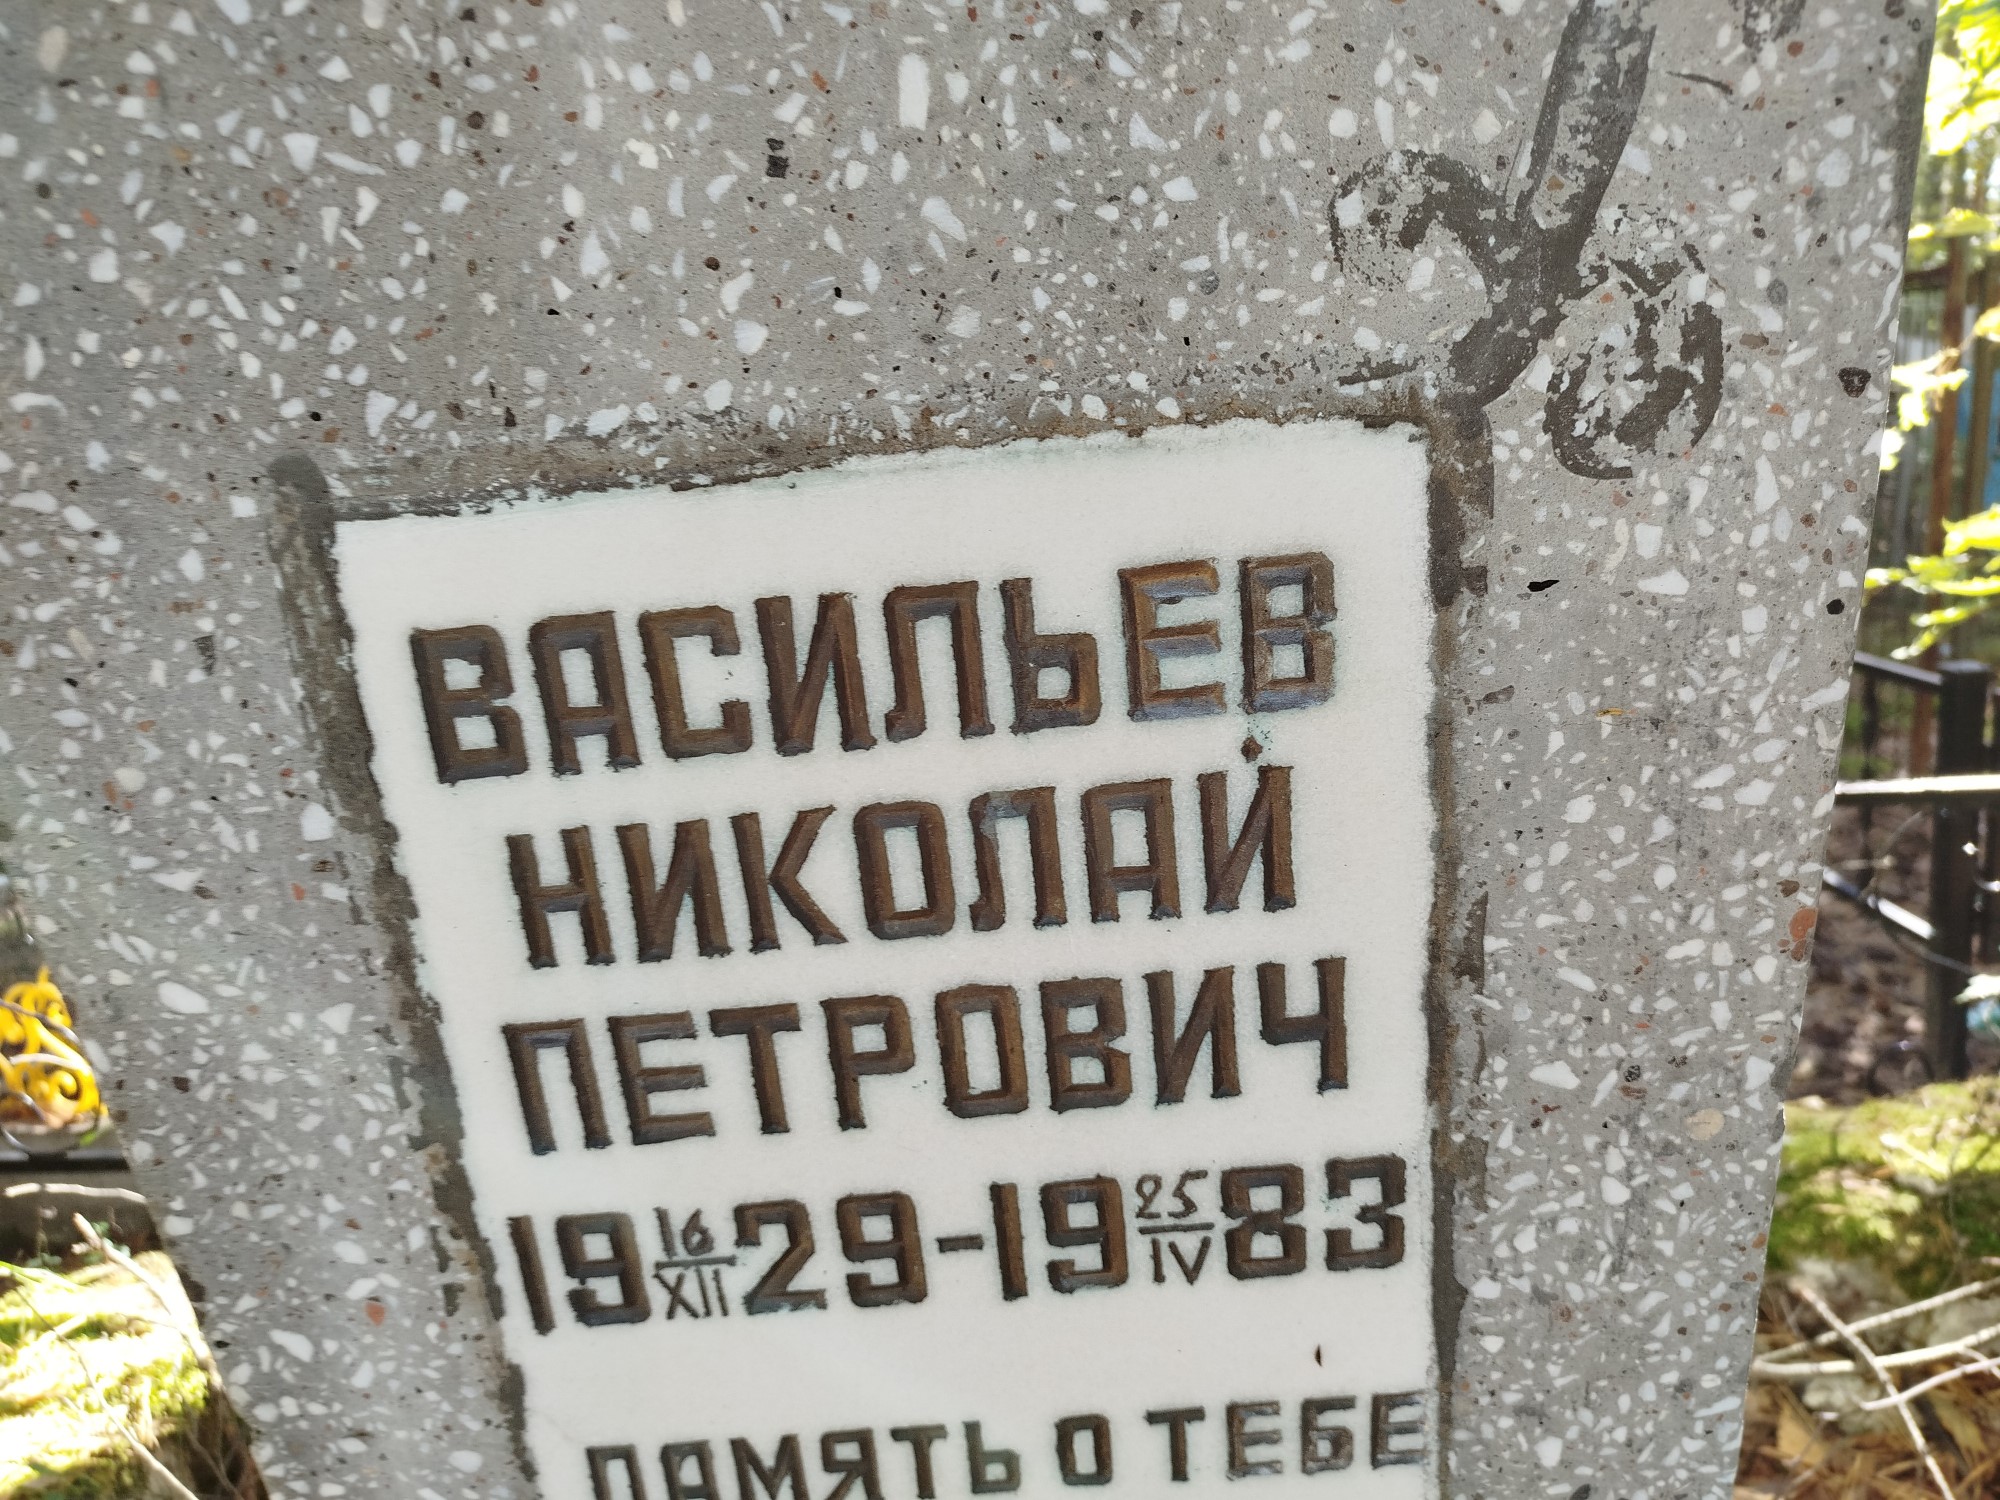 ВАСИЛЬЕВ
НИКОЛАЙ
ПЕТРОВИЧ
19 16/XII 29-19 25/IV 83
ПАМЯТЬ О ТЕБЕ